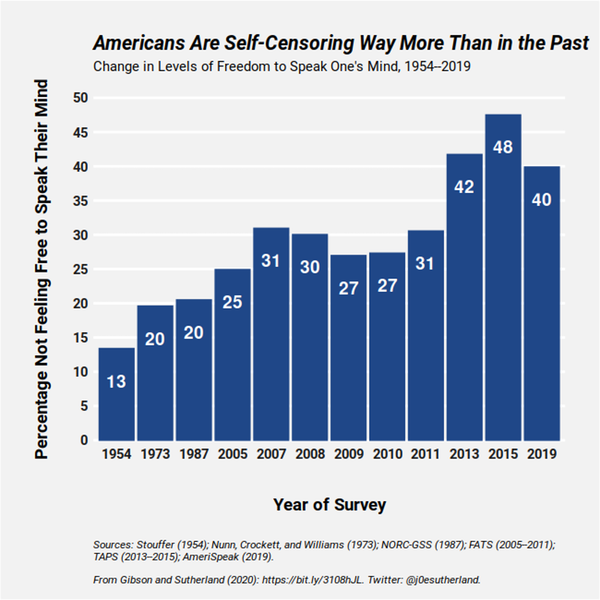 Americans Are Self-Censoring Way More Than in the Past
Change in Levels of Freedom to Speak One's Mind, 1954--2019
Percentage Not Feeling Free to Speak Their Mind
50
45
40
35
30
25
20
15
10
5
0
13
20
20
25
31
30
27
27
31
42
48
40
1954 1973 1987 2005 2007 2008 2009 2010 2011 2013 2015 2019
Year of Survey
Sources: Stouffer (1954); Nunn, Crockett, and Williams (1973); NORC-GSS (1987); FATS (2005–2011);
TAPS (2013–2015); AmeriSpeak (2019).
From Gibson and Sutherland (2020): https://bit.ly/3108hJL. Twitter: @j0esutherland.